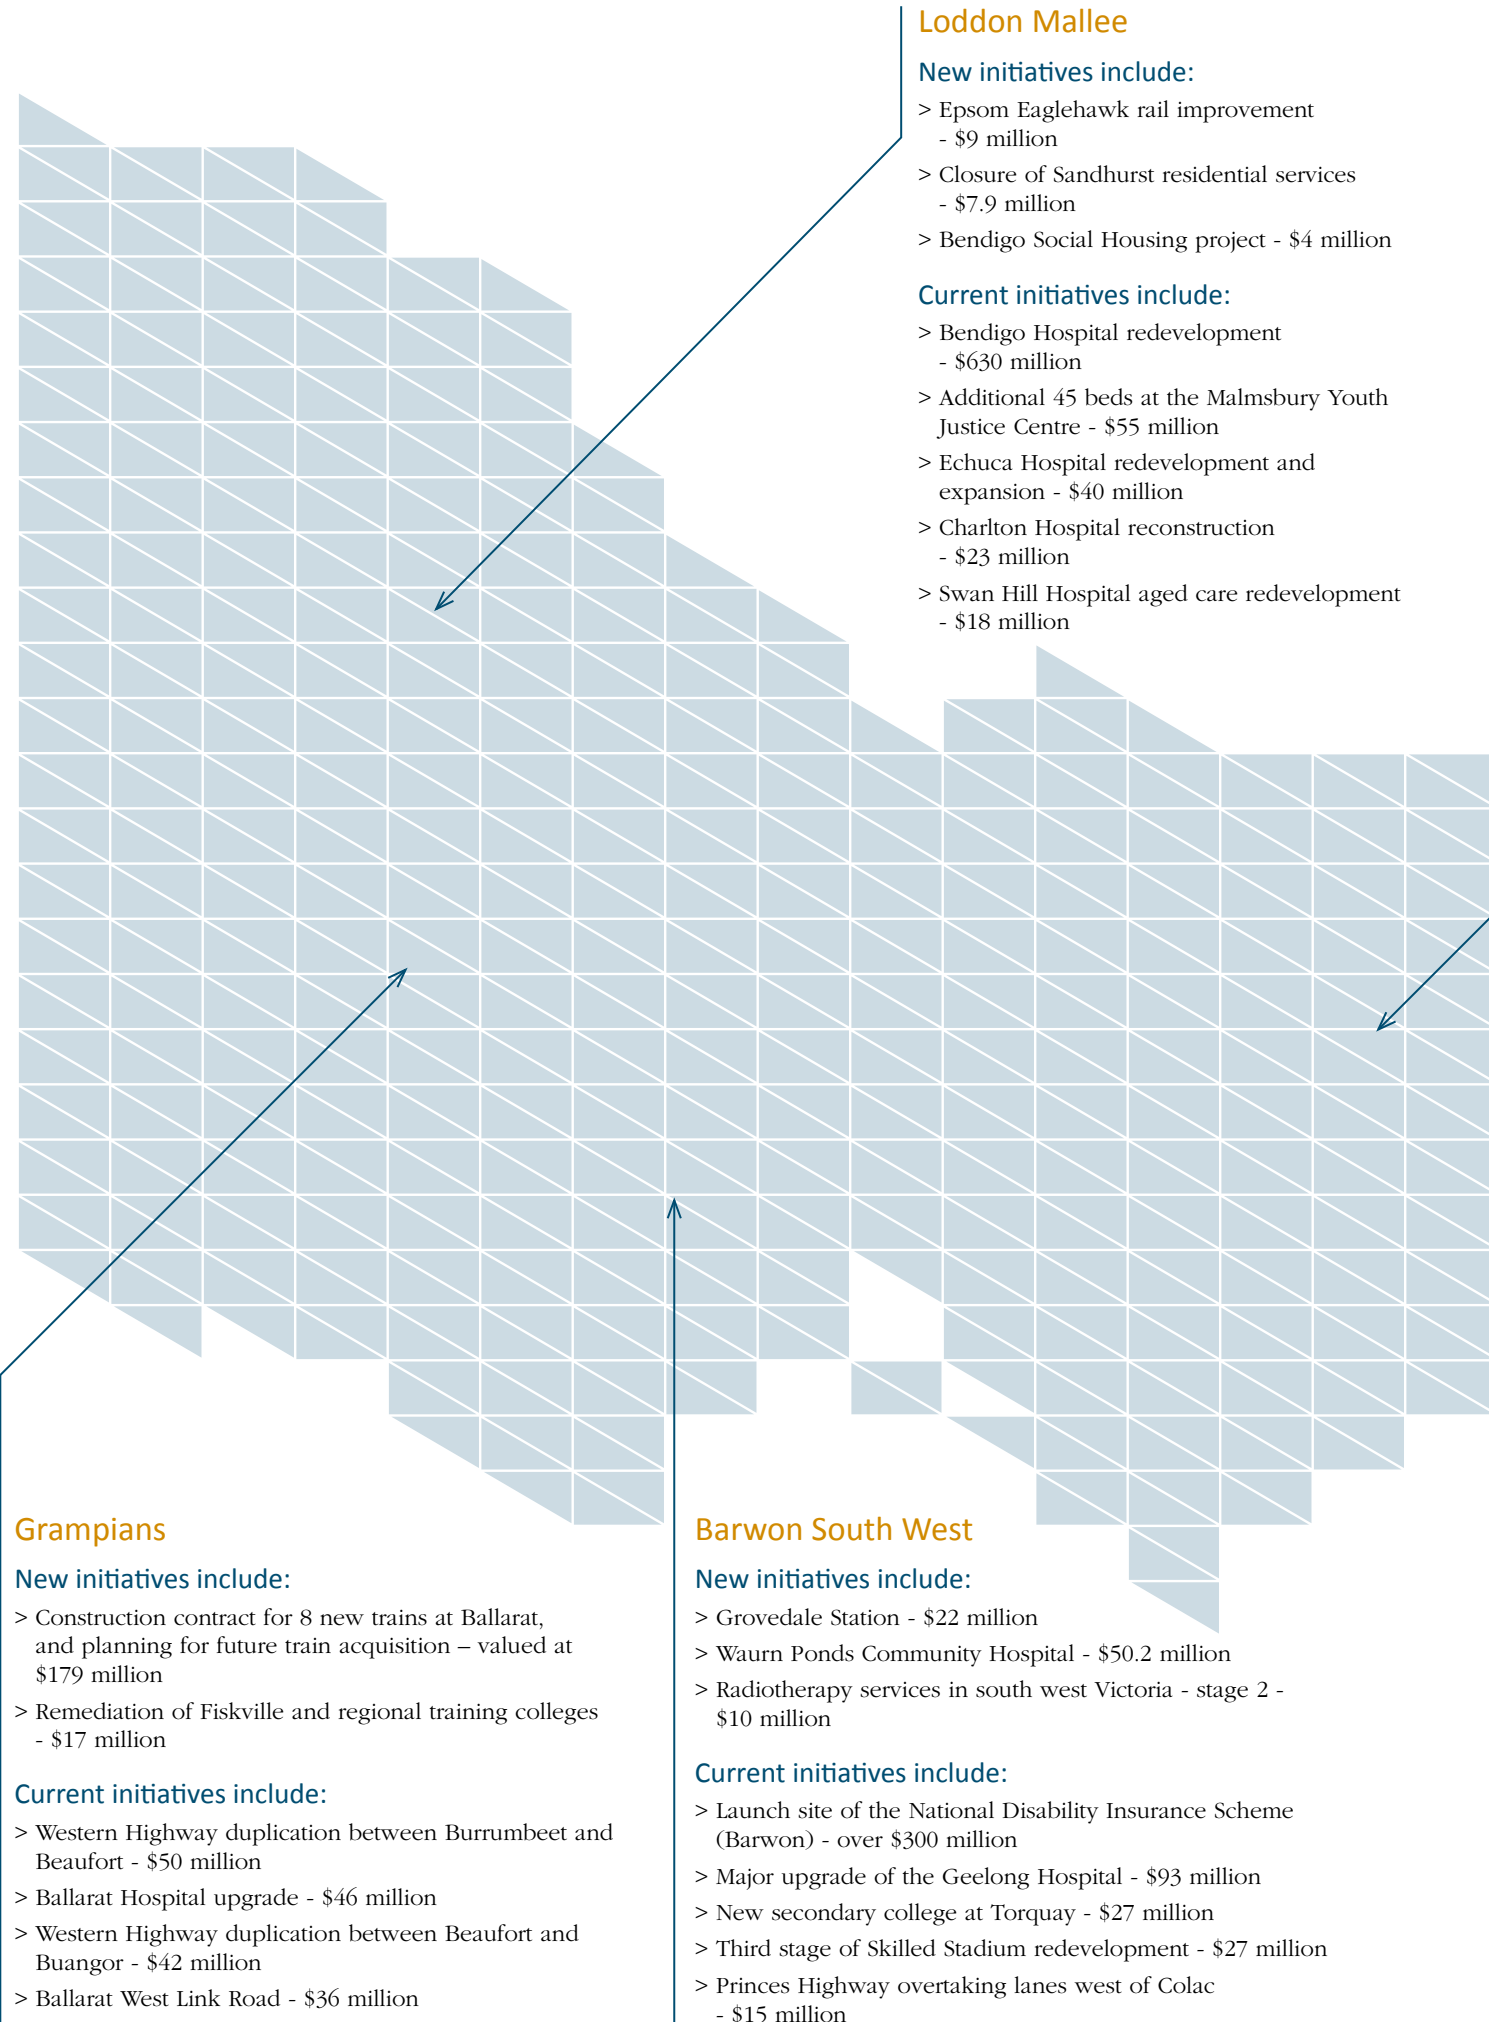 Loddon Mallee
New initiatives include:
> Epsom Eaglehawk rail improvement
- $9 million
> Closure of Sandhurst residential services
- $7.9 million
> Bendigo Social Housing project - $4 million
Current initiatives include:
> Bendigo Hospital redevelopment
- $630 million
> Additional 45 beds at the Malmsbury Youth
Justice Centre - $55 million
> Echuca Hospital redevelopment and
expansion - $40 million
> Charlton Hospital reconstruction
- $23 million
> Swan Hill Hospital aged care redevelopment
- $18 million
Grampians
New initiatives include:
> Construction contract for 8 new trains at Ballarat,
and planning for future train acquisition – valued at
$179 million
> Remediation of Fiskville and regional training colleges
- $17 million
Current initiatives include:
> Western Highway duplication between Burrumbeet and
Beaufort - $50 million
> Ballarat Hospital upgrade - $46 million
> Western Highway duplication between Beaufort and
Buangor - $42 million
> Ballarat West Link Road - $36 million
Barwon South West
New initiatives include:
> Grovedale Station - $22 million
> Waurn Ponds Community Hospital - $50.2 million
> Radiotherapy services in south west Victoria - stage 2 -
$10 million
Current initiatives include:
> Launch site of the National Disability Insurance Scheme
(Barwon) - over $300 million
> Major upgrade of the Geelong Hospital - $93 million
> New secondary college at Torquay - $27 million
> Third stage of Skilled Stadium redevelopment - $27 million
> Princes Highway overtaking lanes west of Colac
- $15 million